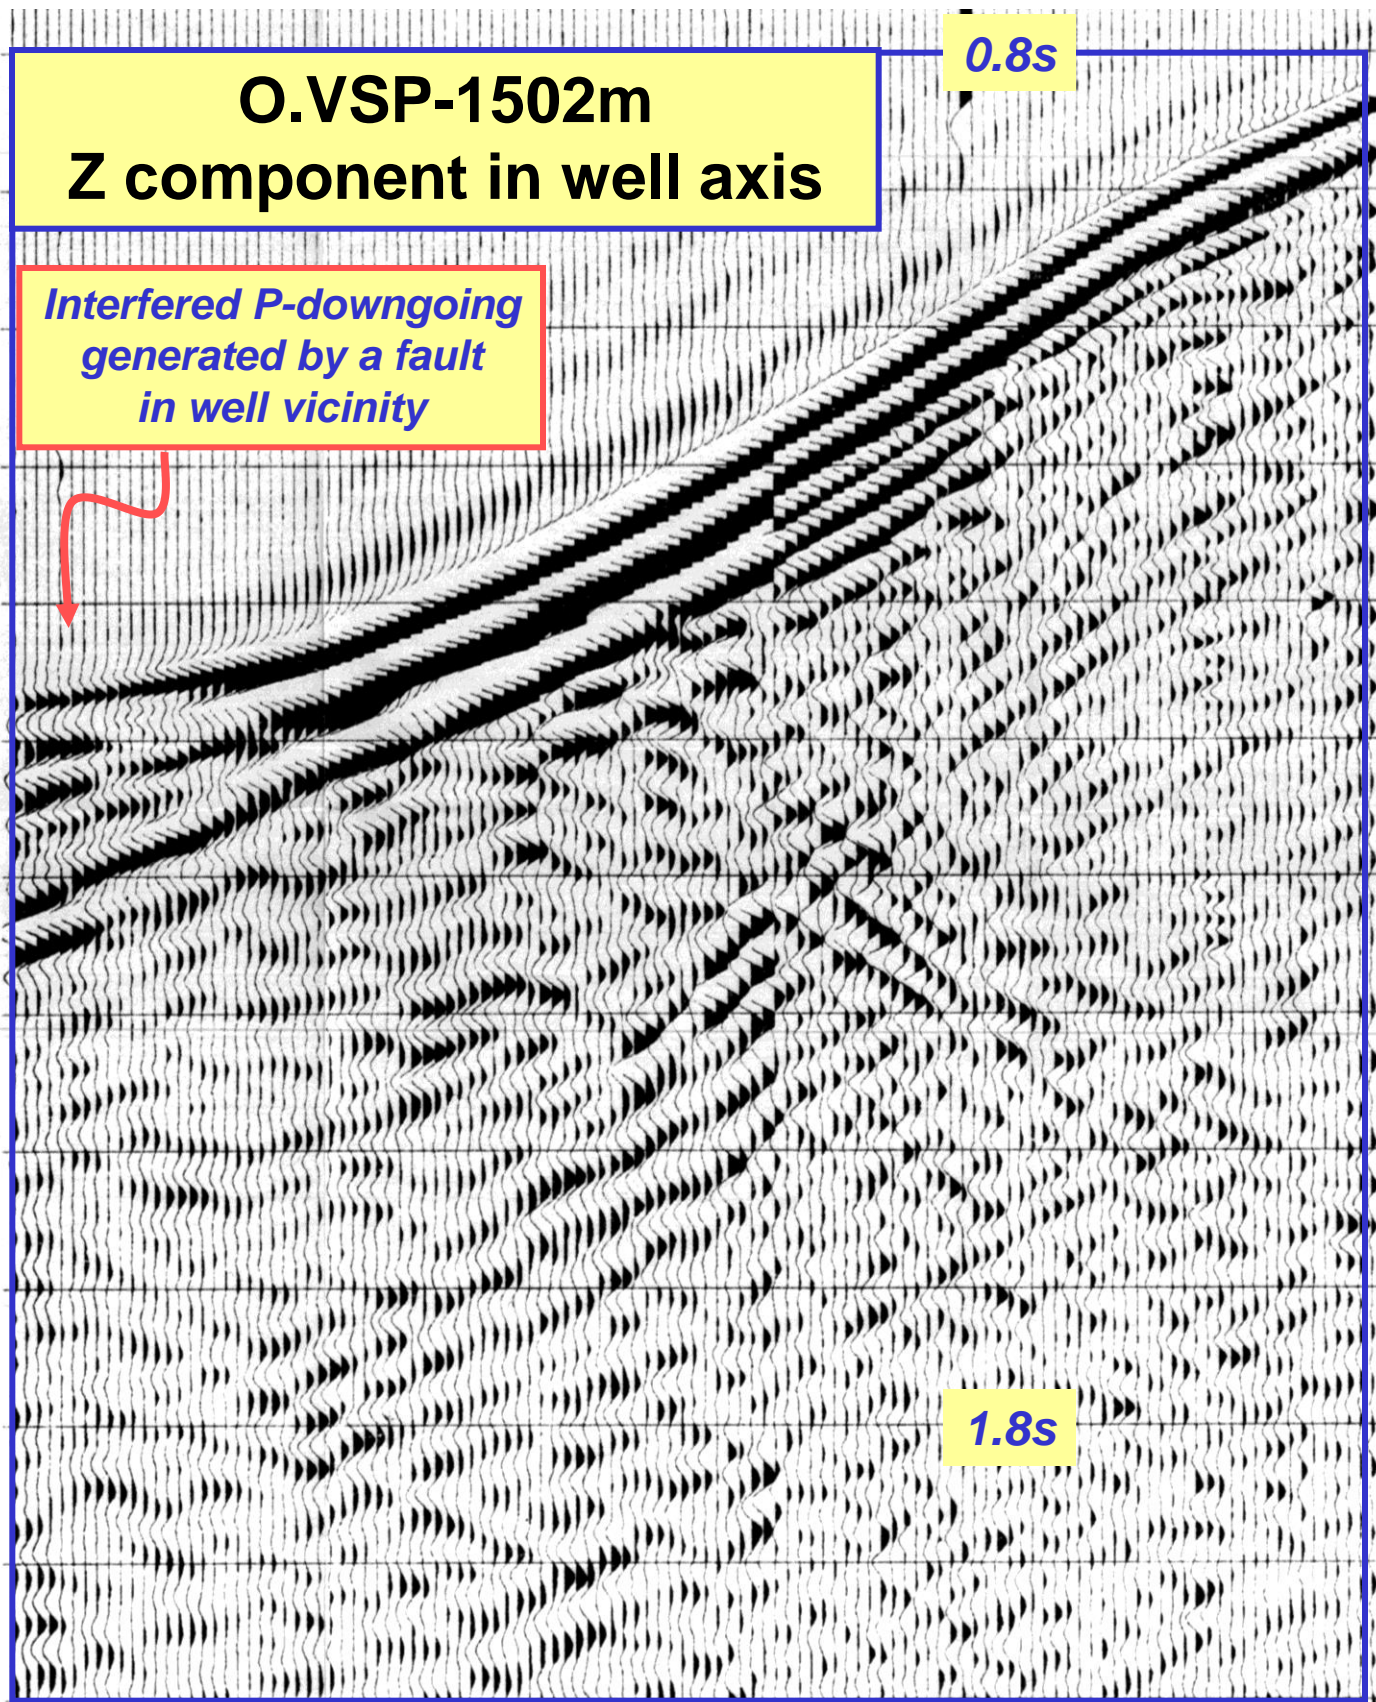 0.8s
O.VSP-1502m
Z component in well axis
Interfered P-downgoing
generated by a fault
in well vicinity
1.8s